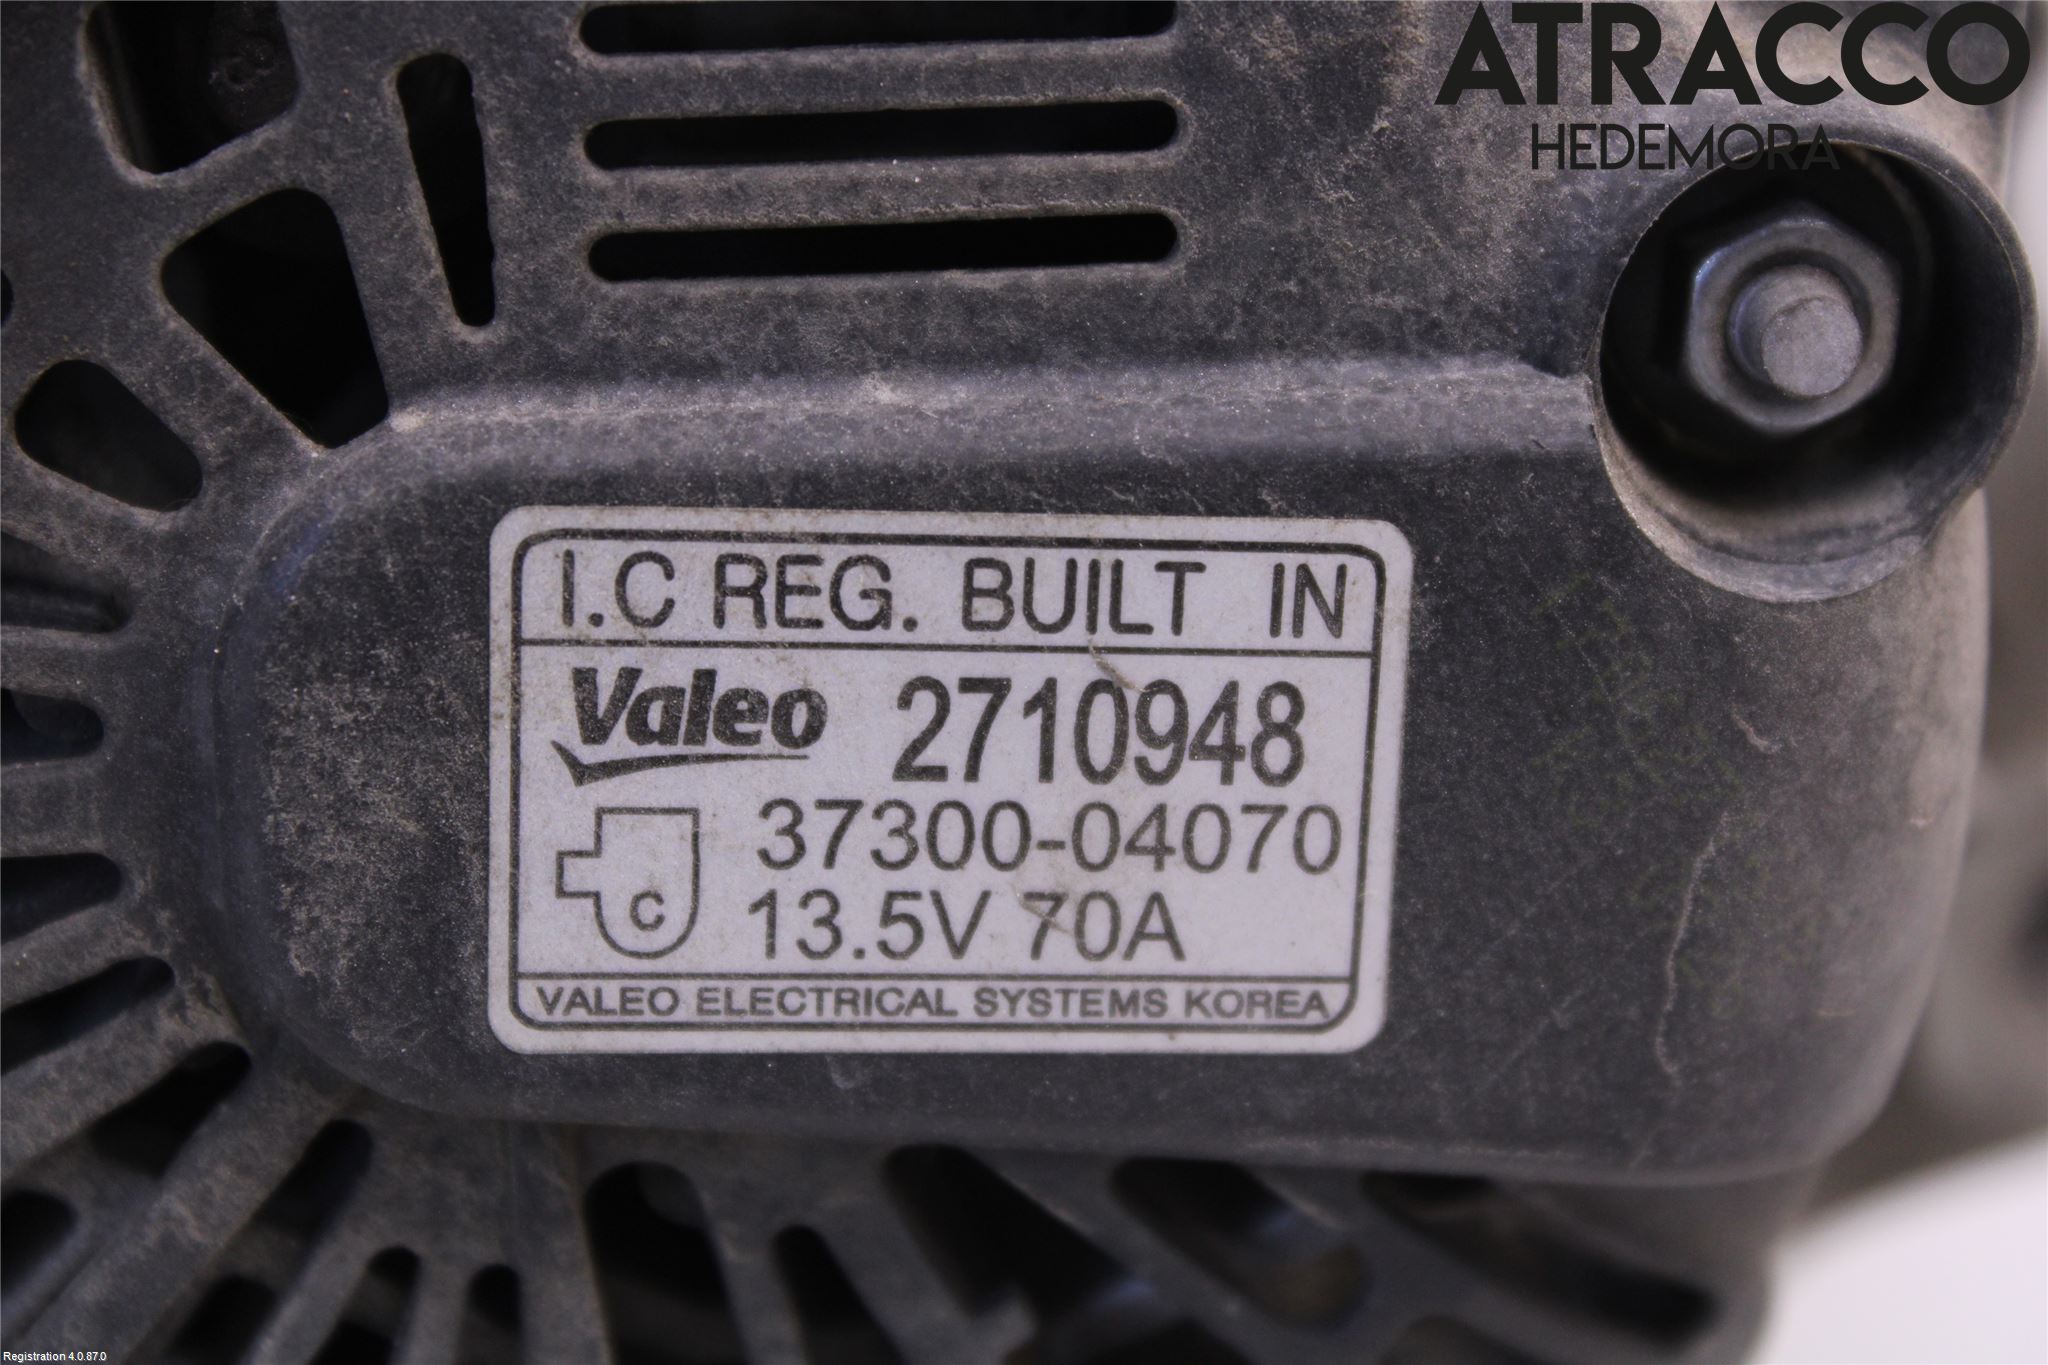 ATRACCO
HEDEMORA
I.C REG. BUILT IN
Valeo 2710948
37300-04070
C 13.5V 70A
VALEO ELECTRICAL SYSTEMS KOREA
Registration 4.0.87.0